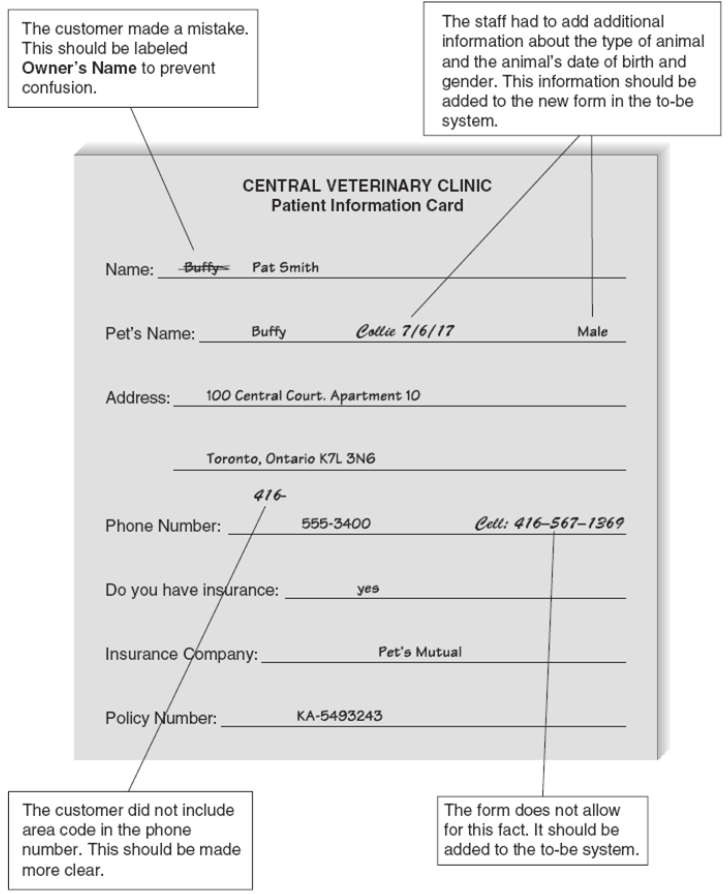 The customer made a mistake.
This should be labeled
Owner's Name to prevent
confusion.
The staff had to add additional
information about the type of animal
and the animal's date of birth and
gender. This information should be
added to the new form in the to-be
system.
CENTRAL VETERINARY CLINIC
Patient Information Card
Name: Buffy Pat Smith
Pet's Name: Buffy Collie 7/6/17 Male
Address: 100 Central Court. Apartment 10
Toronto, Ontario K7L 3N6
416-
Phone Number: 555-3400 Cell: 416-567-1369
Do you have insurance: yes
Insurance Company: Pet's Mutual
Policy Number: KA-5493243
The customer did not include
area code in the phone
number. This should be made
more clear.
The form does not allow
for this fact. It should be
added to the to-be system.